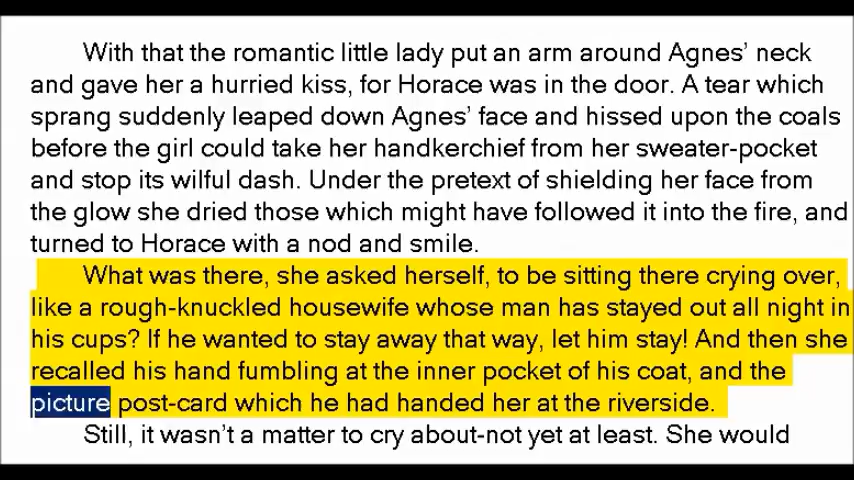 With that the romantic little lady put an arm around Agnes’ neck
and gave her a hurried kiss, for Horace was in the door. A tear which
sprang suddenly leaped down Agnes’ face and hissed upon the coals
before the girl could take her handkerchief from her sweater-pocket
and stop its wilful dash. Under the pretext of shielding her face from
the glow she dried those which might have followed it into the fire, and
turned to Horace with a nod and smile.
What was there, she asked herself, to be sitting there crying over,
like a rough-knuckled housewife whose man has stayed out all night in
his cups? If he wanted to stay away that way, let him stay! And then she
recalled his hand fumbling at the inner pocket of his coat, and the
picture post-card which he had handed her at the riverside.
Still, it wasn’t a matter to cry about-not yet at least. She would